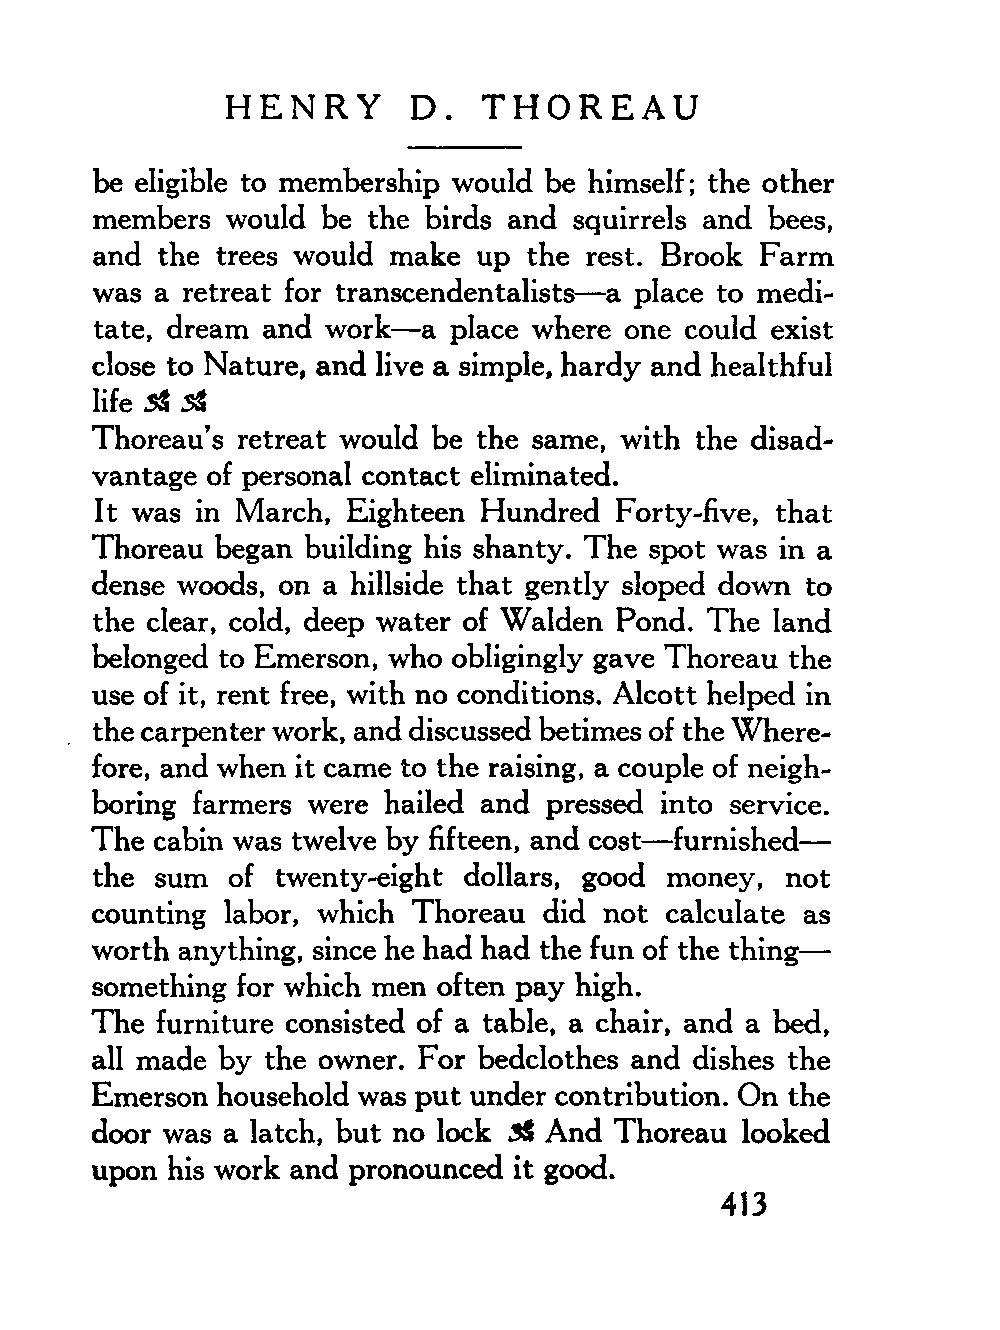 HENRY D. THOREAU
be eligible to membership would be himself; the other
members would be the birds and squirrels and bees,
and the trees would make up the rest. Brook Farm
was a retreat for transcendentalists—a place to medi-
tate, dream and work—a place where one could exist
close to Nature, and live a simple, hardy and healthful
life
Thoreau's retreat would be the same, with the disad-
vantage of personal contact eliminated.
It was in March, Eighteen Hundred Forty-five, that
Thoreau began building his shanty. The spot was in a
dense woods, on a hillside that gently sloped down to
the clear, cold, deep water of Walden Pond. The land
belonged to Emerson, who obligingly gave Thoreau the
use of it, rent free, with no conditions. Alcott helped in
the carpenter work, and discussed betimes of the Where-
fore, and when it came to the raising, a couple of neigh-
boring farmers were hailed and pressed into service.
The cabin was twelve by fifteen, and cost—furnished—
the sum of twenty-eight dollars, good money, not
counting labor, which Thoreau did not calculate as
worth anything, since he had had the fun of the thing—
something for which men often pay high.
The furniture consisted of a table, a chair, and a bed,
all made by the owner. For bedclothes and dishes the
Emerson household was put under contribution. On the
door was a latch, but no lock And Thoreau looked
upon his work and pronounced it good.
413